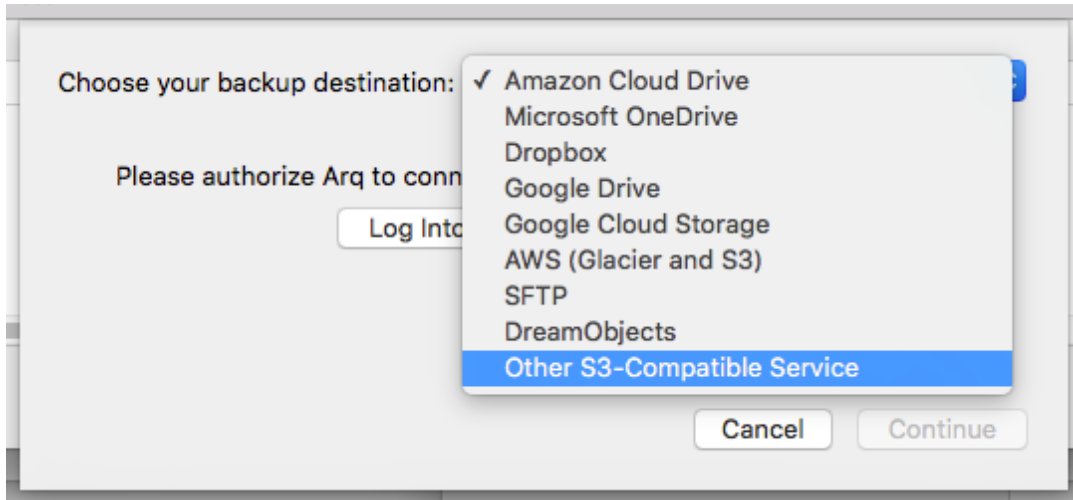 Choose your backup destination:
✓ Amazon Cloud Drive
Microsoft OneDrive
Dropbox
Please authorize Arq to conn
Google Drive
Google Cloud Storage
Log Into
AWS (Glacier and S3)
SFTP
DreamObjects
Other S3-Compatible Service
Cancel
Continue